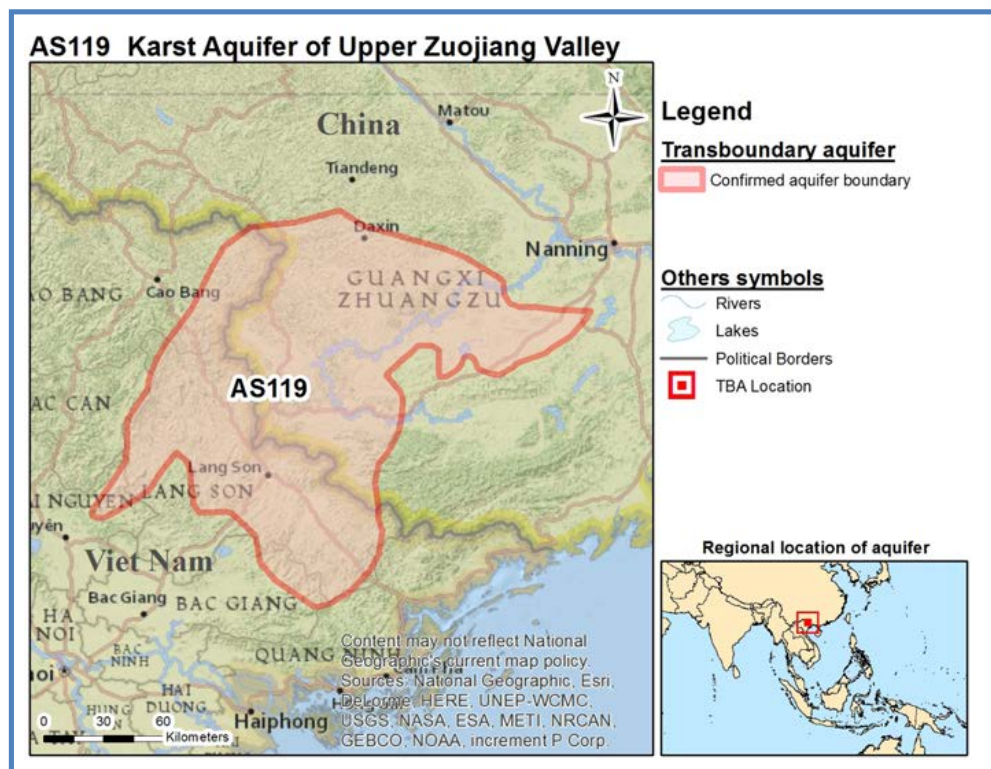 AS119 Karst Aquifer of Upper Zuojiang Valley
N
Matou
China
Tiandeng
Daxin
Nanning
GUANGXI
ZHUANGZU
AO BANG
Cao Bang
AS119
AC CAN
Lang Son
LANG SON
AI NGUYEN
uyên
Viet Nam
Bac Giang
BAC GIANG
HA
NOI
BAC
NINH
QUANG NINH
noi
HAI
DUONG
HUNG
Haiphong
Content may not reflect National
Geographic's current map policy.
Sources: National Geographic, Esri,
DeLorme, HERE, UNEP-WCMC,
USGS, NASA, ESA, METI, NRCAN,
GEBCO, NOAA, increment P Corp.
0 30 60
Kilometers
Legend
Transboundary aquifer
Confirmed aquifer boundary
Others symbols
Rivers
Lakes
Political Borders
TBA Location
Regional location of aquifer